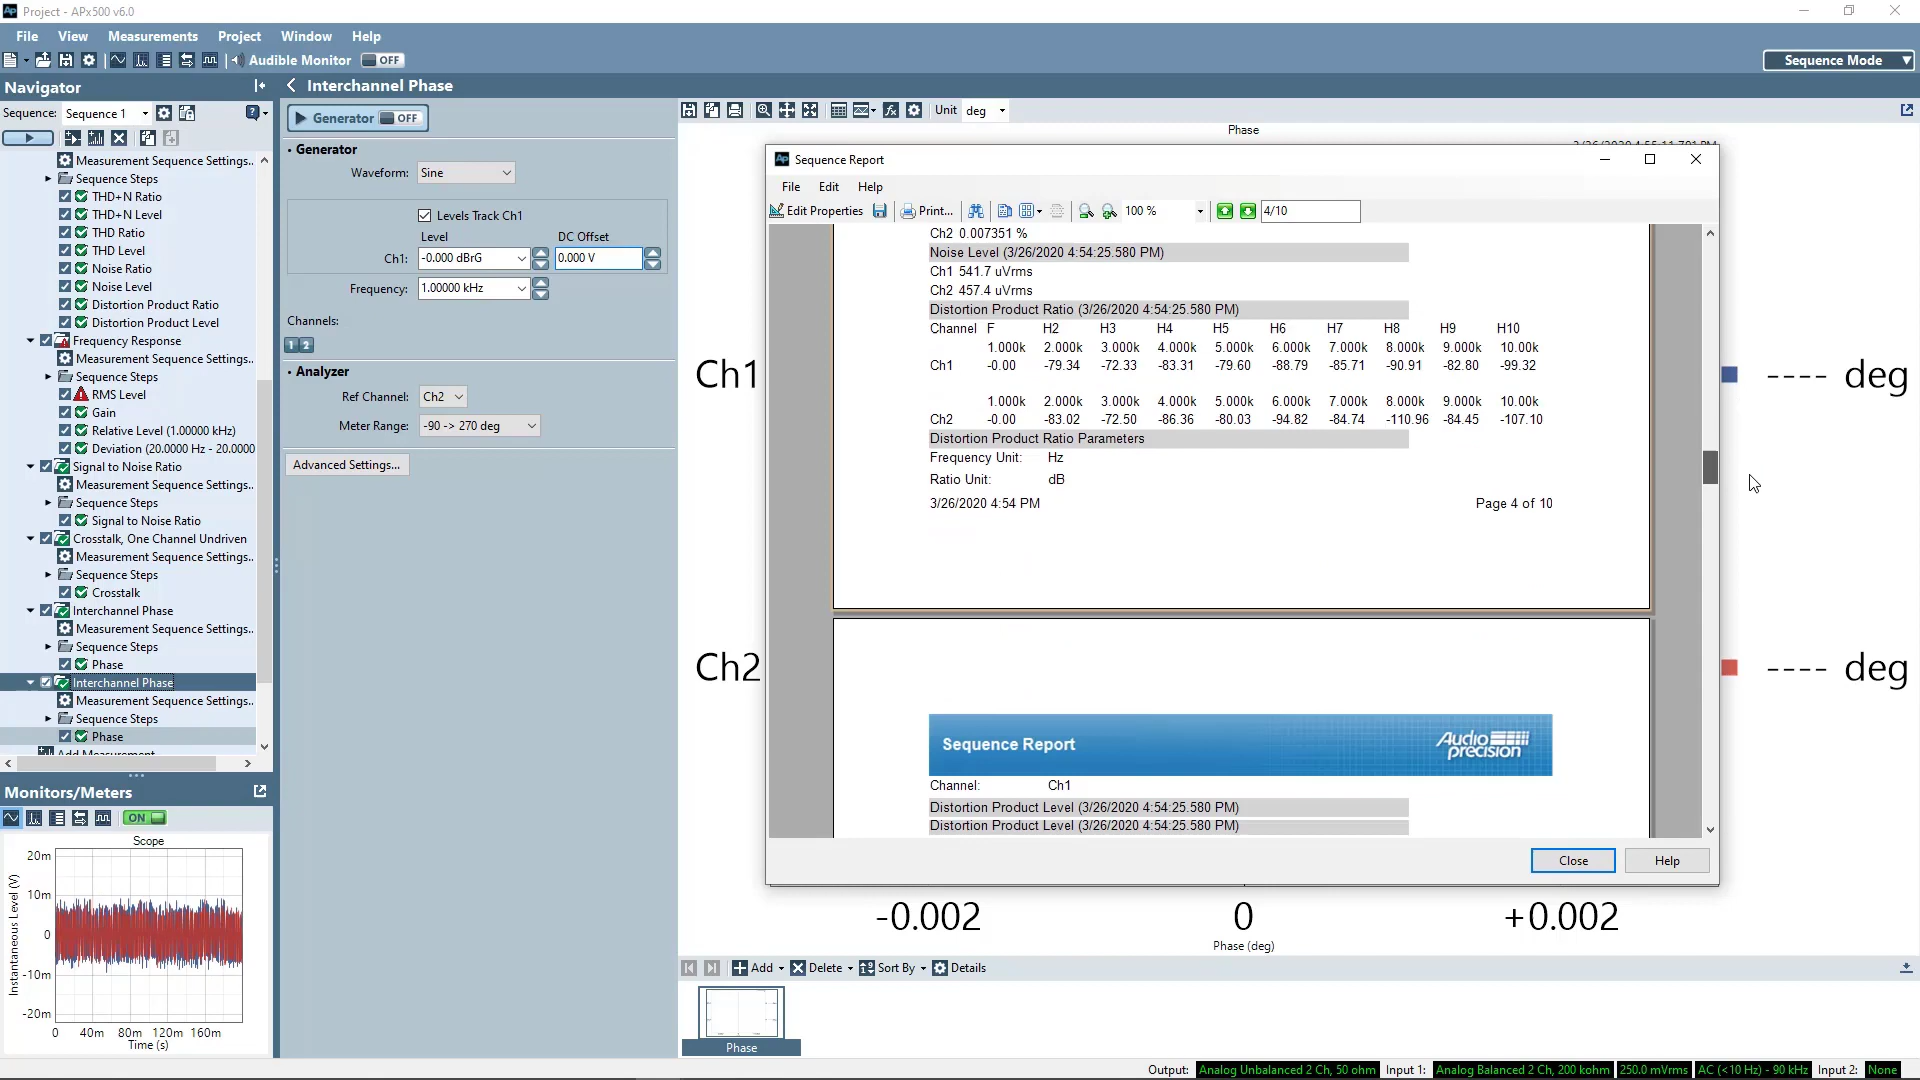 Project - APx500 v6.0
File View Measurements Project Window Help
Audible Monitor OFF
Sequence Mode
Navigator
Sequence: Sequence 1
Measurement Sequence Settings..
Sequence Steps
THD+N Ratio
THD+N Level
THD Ratio
THD Level
Noise Ratio
Noise Level
Distortion Product Ratio
Distortion Product Level
Frequency Response
Measurement Sequence Settings..
Sequence Steps
RMS Level
Gain
Relative Level (1.00000 kHz)
Deviation (20.0000 Hz - 20.0000
Signal to Noise Ratio
Measurement Sequence Settings..
Sequence Steps
Signal to Noise Ratio
Crosstalk, One Channel Undriven
Measurement Sequence Settings..
Sequence Steps
Crosstalk
Interchannel Phase
Measurement Sequence Settings..
Sequence Steps
Phase
Interchannel Phase
Measurement Sequence Settings..
Sequence Steps
Phase
Add Measurement
Monitors/Meters
ON
Scope
Instantaneous Level (V)
20m
10m
0
-10m
-20m
0 40m 80m 120m 160m
Time (s)
Interchannel Phase
Generator OFF
Generator
Waveform: Sine
Levels Track Ch1
Level DC Offset
Ch1: -0.000 dBrG 0.000 V
Frequency: 1.00000 kHz
Channels:
1 2
Analyzer
Ref Channel: Ch2
Meter Range: -90 -> 270 deg
Advanced Settings...
Unit deg
Phase
Ch1 ---- deg
Ch2 ---- deg
-0.002 0 +0.002
Phase (deg)
Sequence Report
File Edit Help
Edit Properties Print... 100 % 4/10
Ch2 0.007351 %
Noise Level (3/26/2020 4:54:25.580 PM)
Ch1 541.7 uVrms
Ch2 457.4 uVrms
Distortion Product Ratio (3/26/2020 4:54:25.580 PM)
Channel F H2 H3 H4 H5 H6 H7 H8 H9 H10
1.000k 2.000k 3.000k 4.000k 5.000k 6.000k 7.000k 8.000k 9.000k 10.00k
Ch1 -0.00 -79.34 -72.33 -83.31 -79.60 -88.79 -85.71 -90.91 -82.80 -99.32
1.000k 2.000k 3.000k 4.000k 5.000k 6.000k 7.000k 8.000k 9.000k 10.00k
Ch2 -0.00 -83.02 -72.50 -86.36 -80.03 -94.82 -84.74 -110.96 -84.45 -107.10
Distortion Product Ratio Parameters
Frequency Unit: Hz
Ratio Unit: dB
3/26/2020 4:54 PM Page 4 of 10
Sequence Report Audio precision
Channel: Ch1
Distortion Product Level (3/26/2020 4:54:25.580 PM)
Distortion Product Level (3/26/2020 4:54:25.580 PM)
Close Help
Add Delete Sort By Details
Phase
Output: Analog Unbalanced 2 Ch, 50 ohm Input 1: Analog Balanced 2 Ch, 200 kohm 250.0 mVrms AC (<10 Hz) - 90 kHz Input 2: None